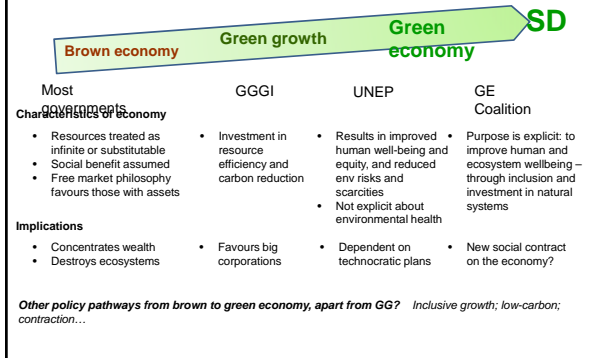 SD
Brown economy
Green growth
Green
economy
Most
governments
GGGI
UNEP
GE
Coalition
Characteristics of economy
• Resources treated as
infinite or substitutable
• Social benefit assumed
• Free market philosophy
favours those with assets
• Investment in
resource
efficiency and
carbon reduction
• Results in improved
human well-being and
equity, and reduced
env risks and
scarcities
• Not explicit about
environmental health
• Purpose is explicit: to
improve human and
ecosystem wellbeing –
through inclusion and
investment in natural
systems
Implications
• Concentrates wealth
• Destroys ecosystems
• Favours big
corporations
• Dependent on
technocratic plans
• New social contract
on the economy?
Other policy pathways from brown to green economy, apart from GG? Inclusive growth; low-carbon;
contraction…